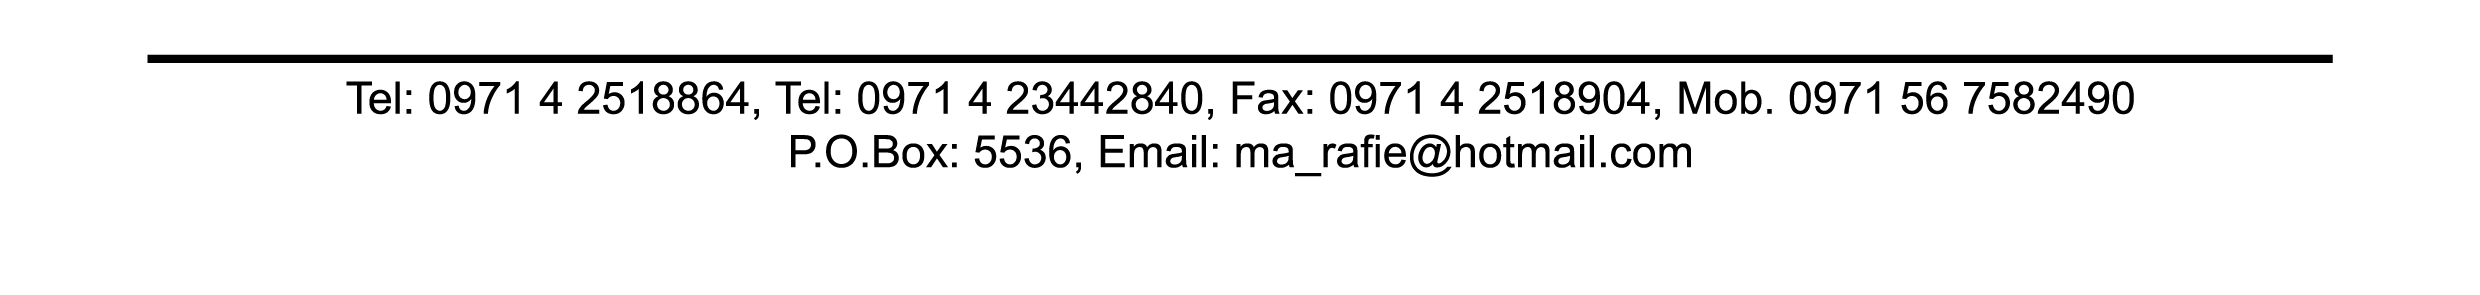 Tel: 0971 4 2518864, Tel: 0971 4 23442840, Fax: 0971 4 2518904, Mob. 0971 56 7582490
P.O.Box: 5536, Email: ma_rafie@hotmail.com